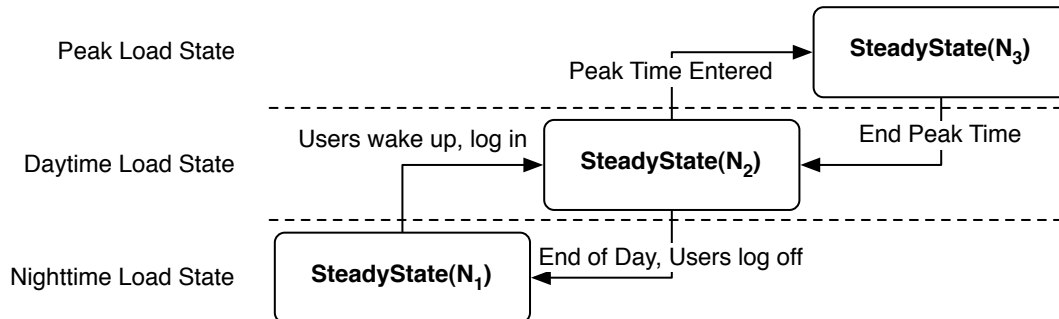 Peak Load State
SteadyState(N₃)
Peak Time Entered
End Peak Time
Users wake up, log in
Daytime Load State
SteadyState(N₂)
End of Day, Users log off
Nighttime Load State
SteadyState(N₁)